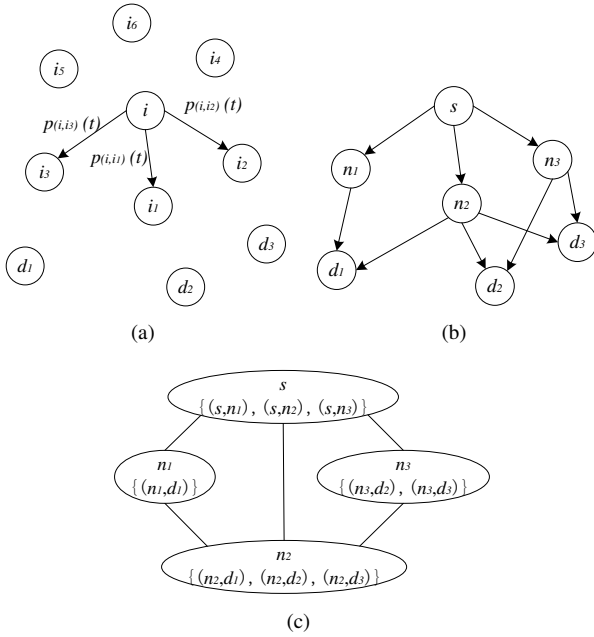 i6
i5
i4
i
p(i,i3)(t)
p(i,i2)(t)
p(i,i1)(t)
i3
i2
i1
d3
d1
d2
(a)
s
n1
n3
n2
d3
d1
d2
(b)
s
{(s,n1), (s,n2), (s,n3)}
n1
{(n1,d1)}
n3
{(n3,d2), (n3,d3)}
n2
{(n2,d1), (n2,d2), (n2,d3)}
(c)